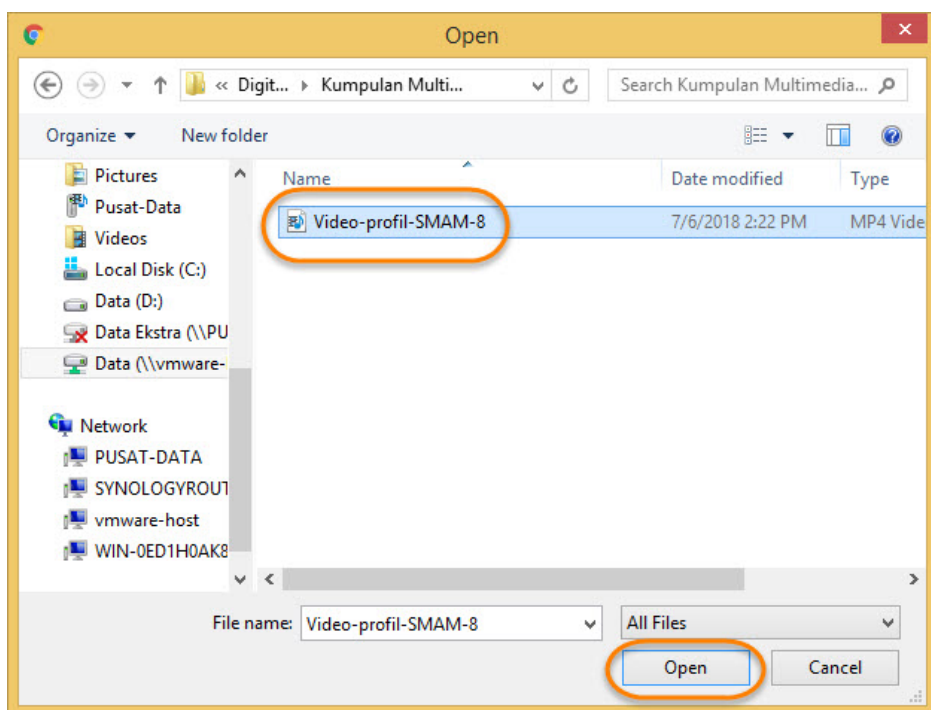 Open
« Digit... Kumpulan Multi...
Search Kumpulan Multimedia...
Organize
New folder
Pictures
Pusat-Data
Videos
Local Disk (C:)
Data (D:)
Data Ekstra (\\PU
Data (\\vmware-
Network
PUSAT-DATA
SYNOLOGYROUT
vmware-host
WIN-0ED1H0AK8
Name Date modified Type
Video-profil-SMAM-8 7/6/2018 2:22 PM MP4 Vide
File name: Video-profil-SMAM-8 All Files
Open Cancel